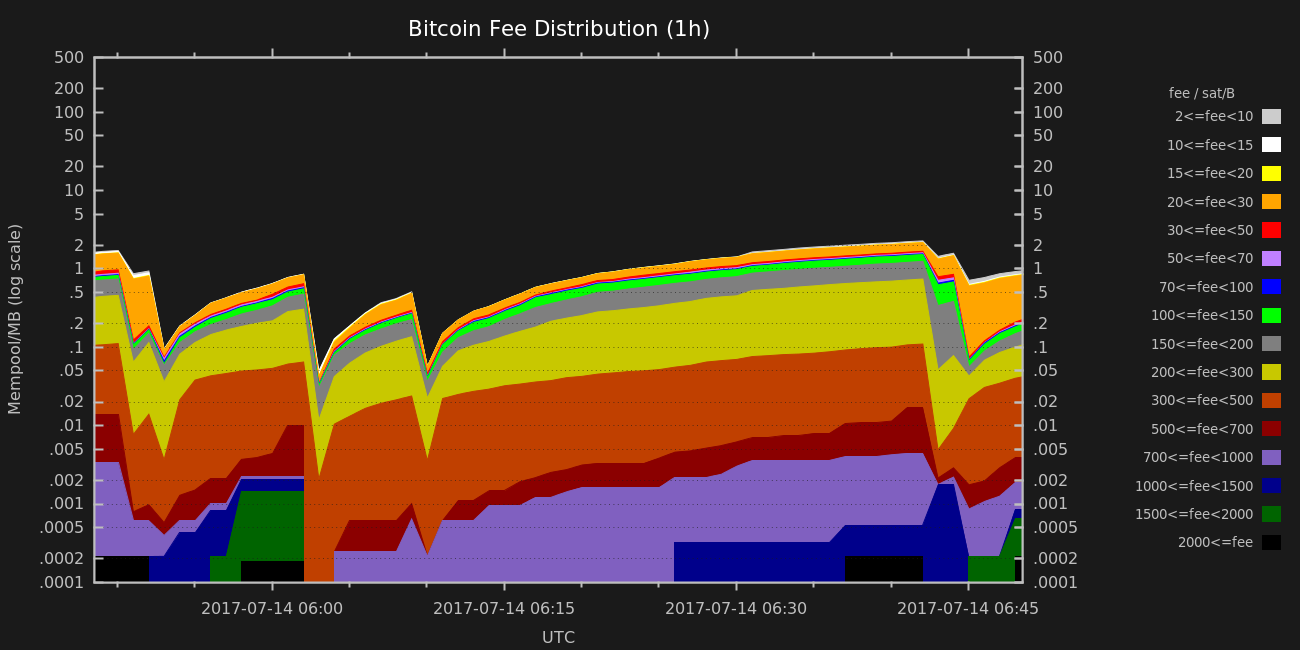 Bitcoin Fee Distribution (1h)
500
200
100
50
20
10
5
2
1
.5
.2
.1
.05
.02
.01
.005
.002
.001
.0005
.0002
.0001
Mempool/MB (log scale)
500
200
100
50
20
10
5
2
1
.5
.2
.1
.05
.02
.01
.005
.002
.001
.0005
.0002
.0001
2017-07-14 06:00
2017-07-14 06:15
2017-07-14 06:30
2017-07-14 06:45
UTC
fee / sat/B
2<=fee<10
10<=fee<15
15<=fee<20
20<=fee<30
30<=fee<50
50<=fee<70
70<=fee<100
100<=fee<150
150<=fee<200
200<=fee<300
300<=fee<500
500<=fee<700
700<=fee<1000
1000<=fee<1500
1500<=fee<2000
2000<=fee